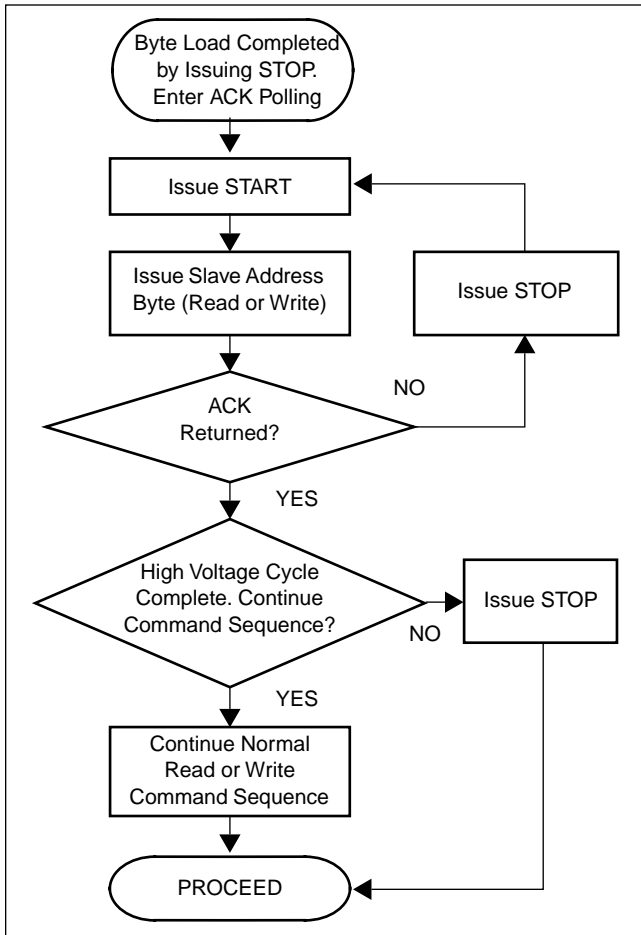 Byte Load Completed
by Issuing STOP.
Enter ACK Polling
Issue START
Issue Slave Address
Byte (Read or Write)
Issue STOP
ACK
Returned?
NO
YES
High Voltage Cycle
Complete. Continue
Command Sequence?
Issue STOP
NO
YES
Continue Normal
Read or Write
Command Sequence
PROCEED